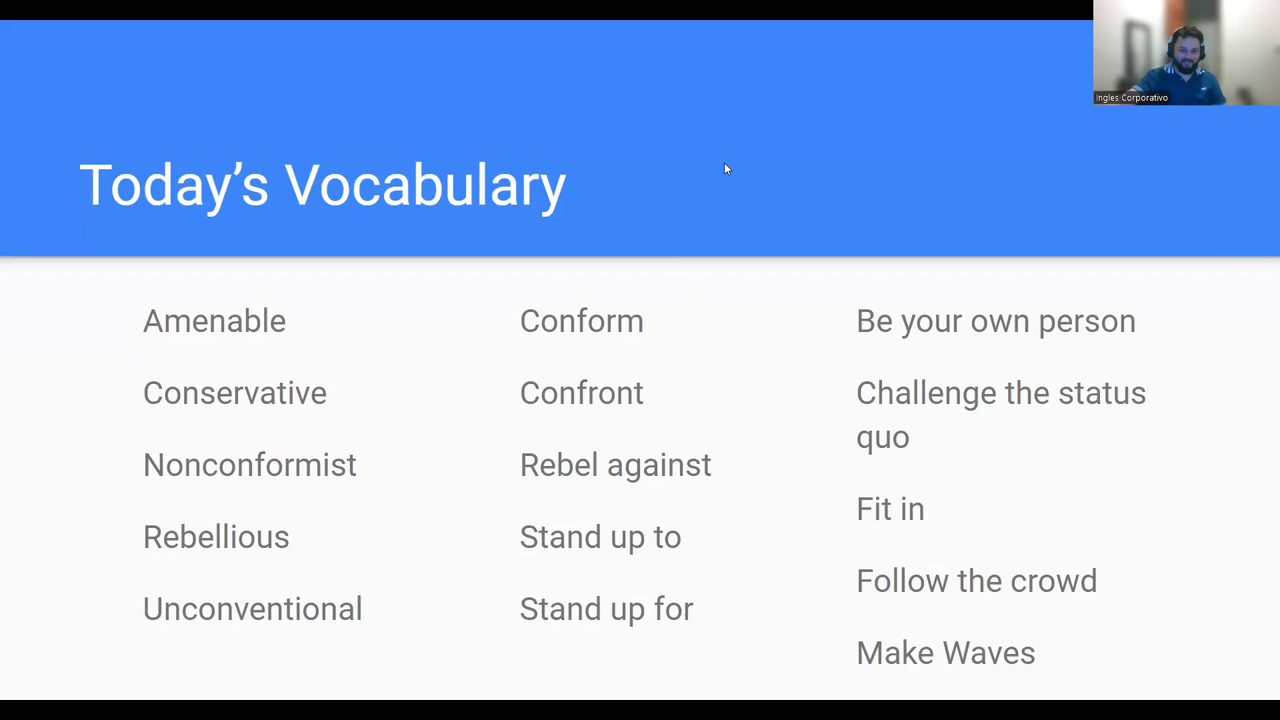 Ingles Corporativo
Today’s Vocabulary
Amenable
Conservative
Nonconformist
Rebellious
Unconventional
Conform
Confront
Rebel against
Stand up to
Stand up for
Be your own person
Challenge the status
quo
Fit in
Follow the crowd
Make Waves